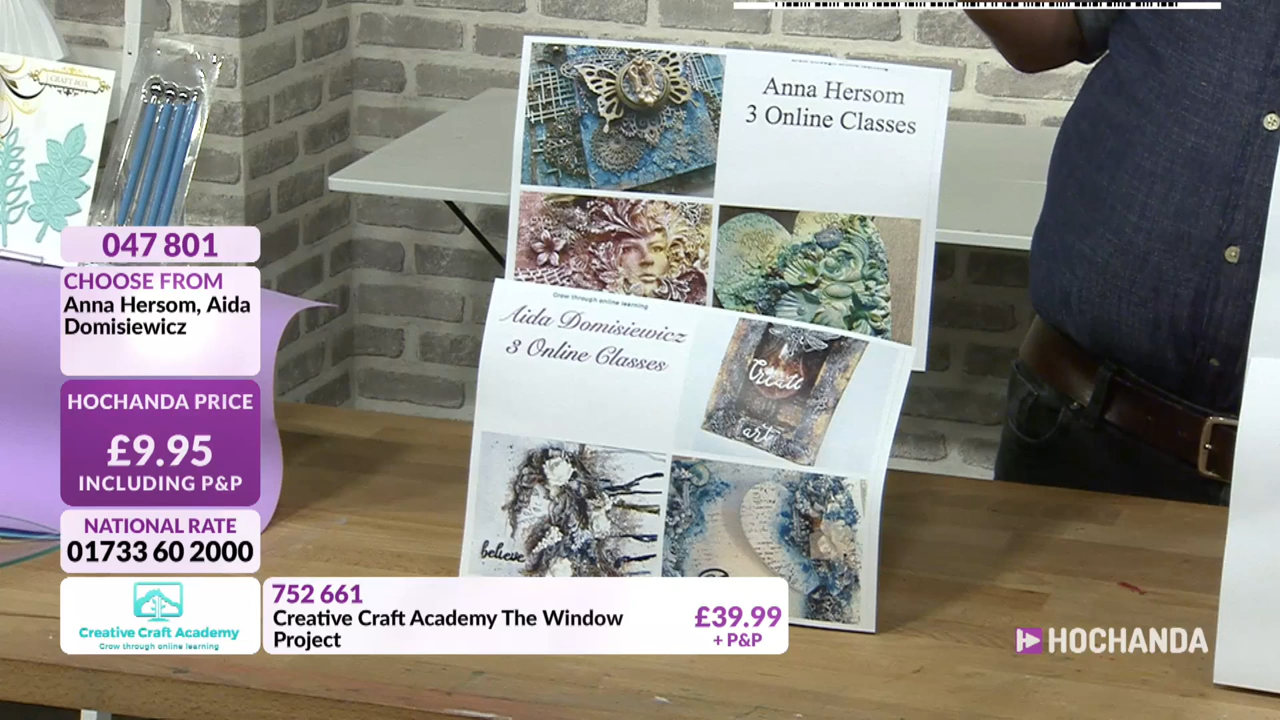 CRAFT BOX
Anna Hersom
3 Online Classes
Grow through online learning
Aida Domisiewicz
3 Online Classes
Create
art
believe
047 801
CHOOSE FROM
Anna Hersom, Aida
Domisiewicz
HOCHANDA PRICE
£9.95
INCLUDING P&P
NATIONAL RATE
01733 60 2000
Creative Craft Academy
Grow through online learning
752 661
Creative Craft Academy The Window
Project
£39.99
+ P&P
HOCHANDA